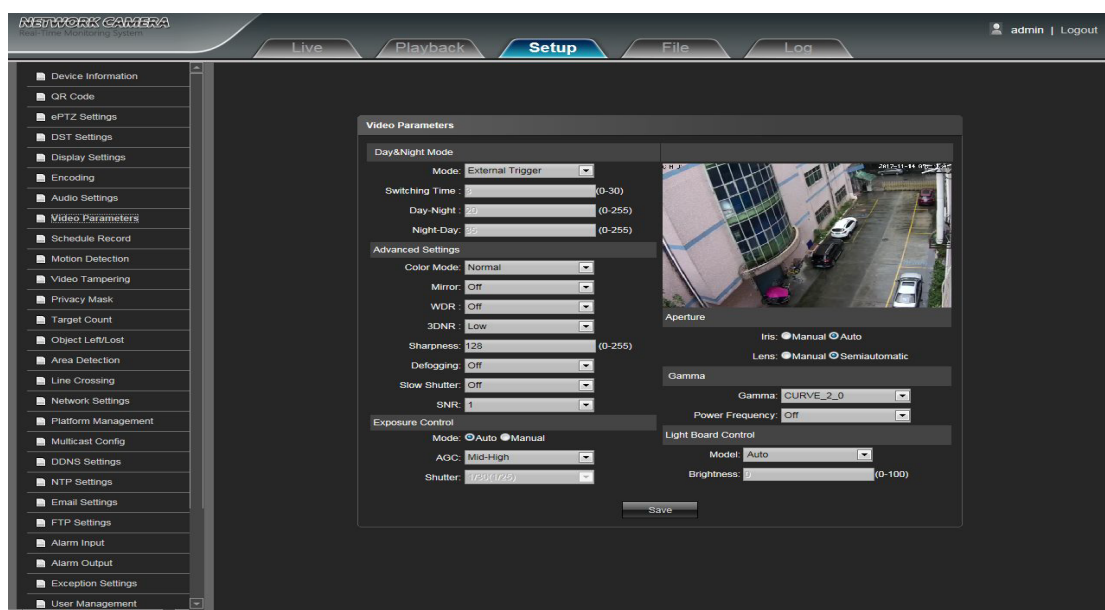 NETWORK CAMERA
Real-Time Monitoring System
admin | Logout
Live
Playback
Setup
File
Log
Device Information
QR Code
ePTZ Settings
DST Settings
Display Settings
Encoding
Audio Settings
Video Parameters
Schedule Record
Motion Detection
Video Tampering
Privacy Mask
Target Count
Object Left/Lost
Area Detection
Line Crossing
Network Settings
Platform Management
Multicast Config
DDNS Settings
NTP Settings
Email Settings
FTP Settings
Alarm Input
Alarm Output
Exception Settings
User Management
Video Parameters
Day&Night Mode
Mode: External Trigger
Switching Time : (0-30)
Day-Night : (0-255)
Night-Day: (0-255)
Advanced Settings
Color Mode: Normal
Mirror: Off
WDR : Off
3DNR : Low
Sharpness: 128 (0-255)
Defogging: Off
Slow Shutter: Off
SNR: 1
Exposure Control
Mode: Auto Manual
AGC: Mid-High
Shutter: 1/30(1/25)
2017-11-14
Aperture
Iris: Manual Auto
Lens: Manual Semiautomatic
Gamma
Gamma: CURVE_2_0
Power Frequency: Off
Light Board Control
Model: Auto
Brightness: (0-100)
Save